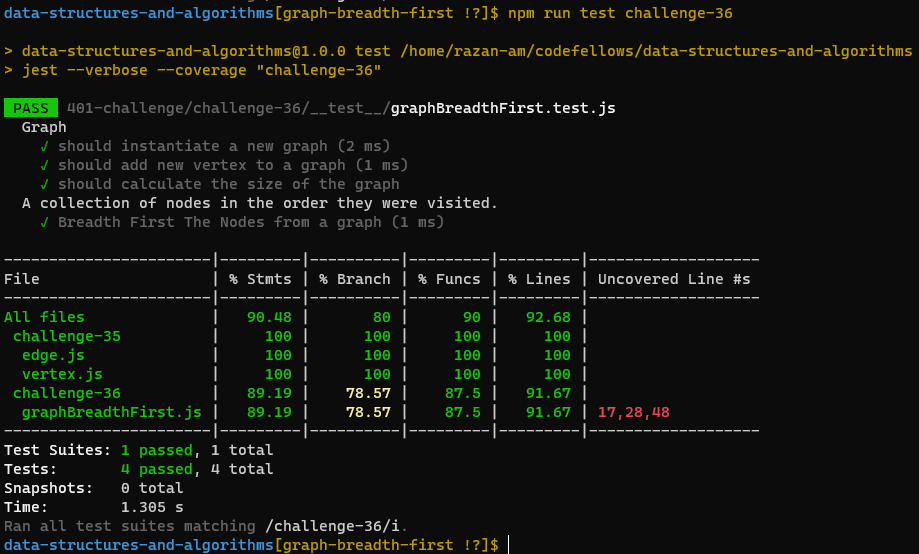 data-structures-and-algorithms[graph-breadth-first !?]$ npm run test challenge-36
> data-structures-and-algorithms@1.0.0 test /home/razan-am/codefellows/data-structures-and-algorithms
> jest --verbose --coverage "challenge-36"
PASS 401-challenge/challenge-36/__test__/graphBreadthFirst.test.js
Graph
✓ should instantiate a new graph (2 ms)
✓ should add new vertex to a graph (1 ms)
✓ should calculate the size of the graph
A collection of nodes in the order they were visited.
✓ Breadth First The Nodes from a graph (1 ms)
-----------------------|---------|----------|---------|---------|-------------------
File                   | % Stmts | % Branch | % Funcs | % Lines | Uncovered Line #s
-----------------------|---------|----------|---------|---------|-------------------
All files              |   90.48 |       80 |      90 |   92.68 |
 challenge-35          |     100 |      100 |     100 |     100 |
  edge.js              |     100 |      100 |     100 |     100 |
  vertex.js            |     100 |      100 |     100 |     100 |
 challenge-36          |   89.19 |    78.57 |    87.5 |   91.67 |
  graphBreadthFirst.js |   89.19 |    78.57 |    87.5 |   91.67 | 17,28,48
-----------------------|---------|----------|---------|---------|-------------------
Test Suites: 1 passed, 1 total
Tests:       4 passed, 4 total
Snapshots:   0 total
Time:        1.305 s
Ran all test suites matching /challenge-36/i.
data-structures-and-algorithms[graph-breadth-first !?]$